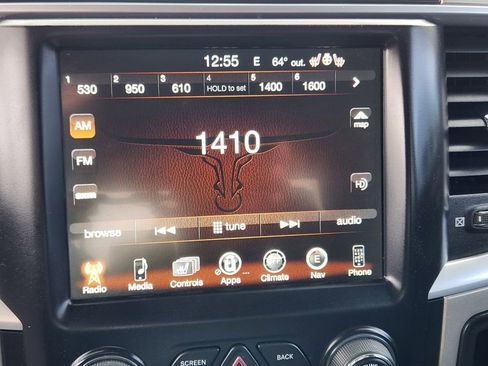 12:55 E 64° out.
1 2 3 4 5 6
530 950 610 HOLD to set 1400 1600
AM
1410
map
FM
HD
browse tune audio
Radio Media Controls Apps Climate E Nav Phone
SCREEN BACK